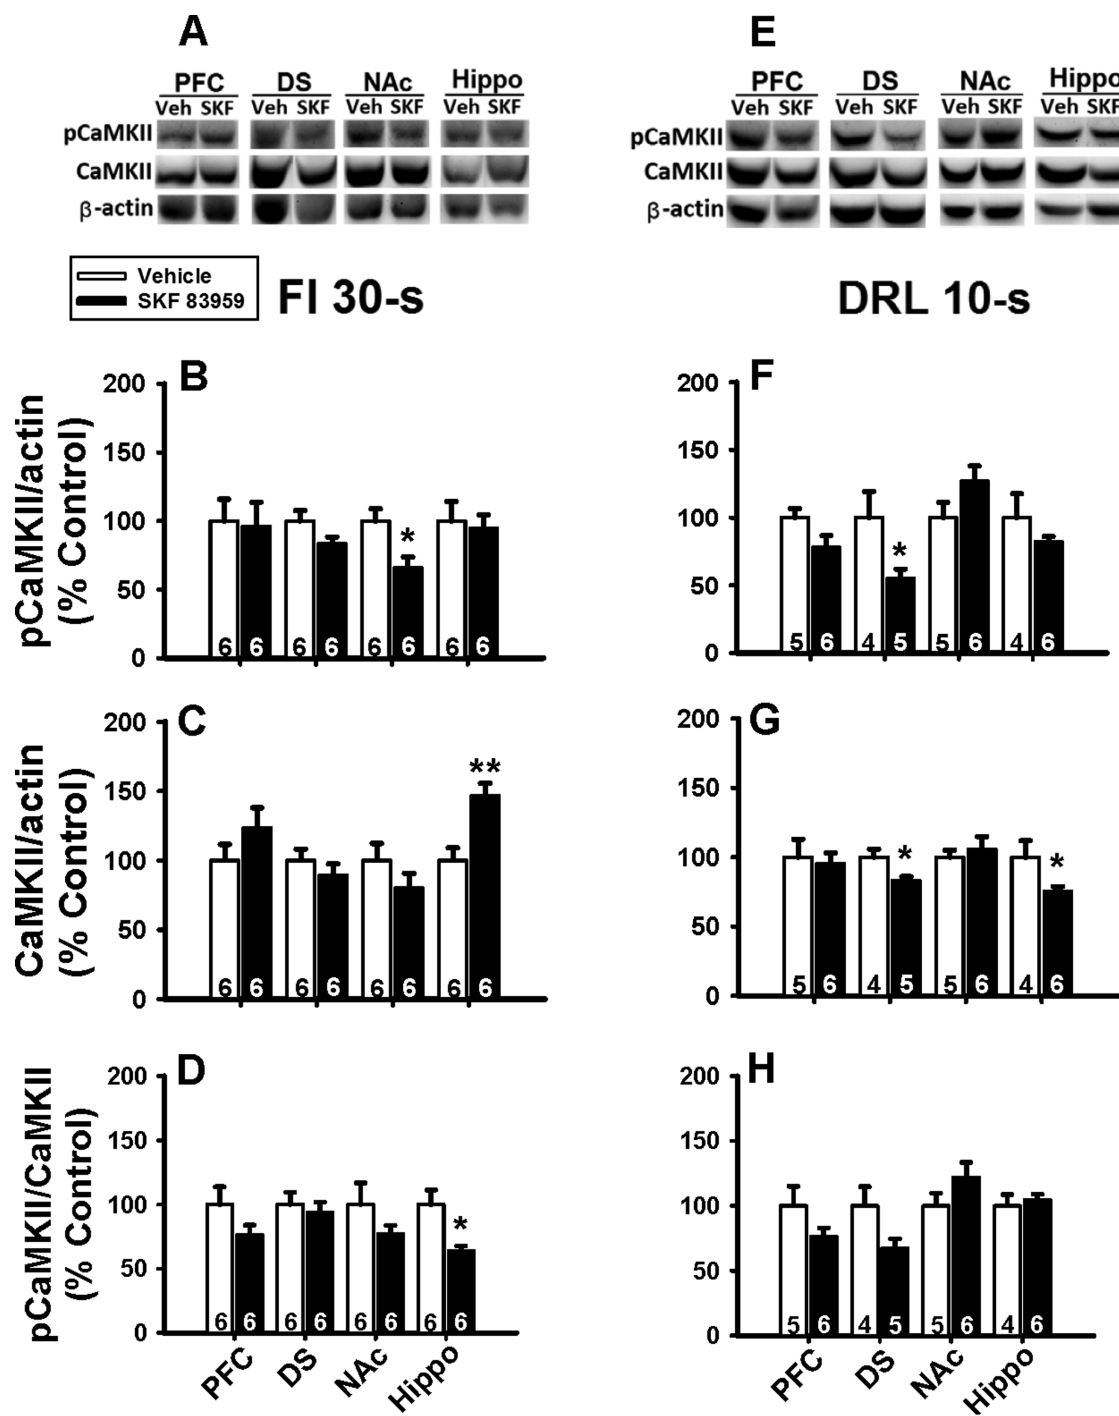 A
PFC DS NAc Hippo
Veh SKF Veh SKF Veh SKF Veh SKF
pCaMKII
CaMKII
β-actin
E
PFC DS NAc Hippo
Veh SKF Veh SKF Veh SKF Veh SKF
pCaMKII
CaMKII
β-actin
Vehicle
SKF 83959
FI 30-s
DRL 10-s
B
pCaMKII/actin
(% Control)
200
150
100
50
0
*
6 6 6 6 6 6 6 6
F
200
150
100
50
0
*
5 6 4 5 5 6 4 6
C
CaMKII/actin
(% Control)
200
150
100
50
0
**
6 6 6 6 6 6 6 6
G
200
150
100
50
0
* *
5 6 4 5 5 6 4 6
D
pCaMKII/CaMKII
(% Control)
200
150
100
50
0
*
6 6 6 6 6 6 6 6
PFC DS NAc Hippo
H
200
150
100
50
0
5 6 4 5 5 6 4 6
PFC DS NAc Hippo